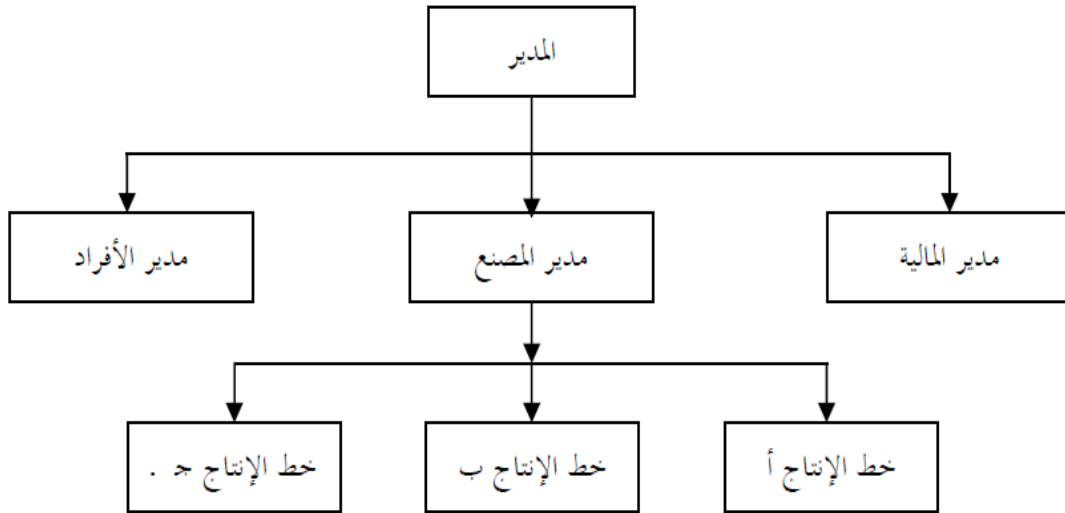 المدير
مدير المالية
مدير المصنع
مدير الأفراد
خط الإنتاج أ
خط الإنتاج ب
خط الإنتاج جـ .